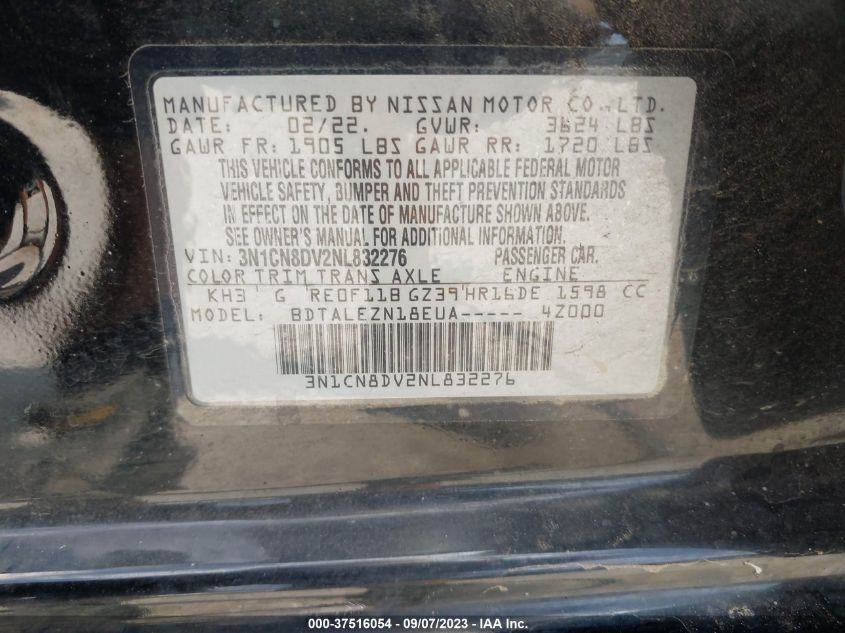 MANUFACTURED BY NISSAN MOTOR CO., LTD.
DATE: 02/22. GVWR: 3624 LBS
GAWR FR: 1905 LBS GAWR RR: 1720 LBS
THIS VEHICLE CONFORMS TO ALL APPLICABLE FEDERAL MOTOR
VEHICLE SAFETY, BUMPER AND THEFT PREVENTION STANDARDS
IN EFFECT ON THE DATE OF MANUFACTURE SHOWN ABOVE.
SEE OWNER'S MANUAL FOR ADDITIONAL INFORMATION.
VIN: 3N1CN8DV2NL832276 PASSENGER CAR.
COLOR TRIM TRANS AXLE ENGINE
KH3 G RE0F11B GZ39 HR16DE 1598 CC
MODEL: BDTALEZN18EUA----- 4Z000
3N1CN8DV2NL832276
000-37516054 - 09/07/2023 - IAA Inc.